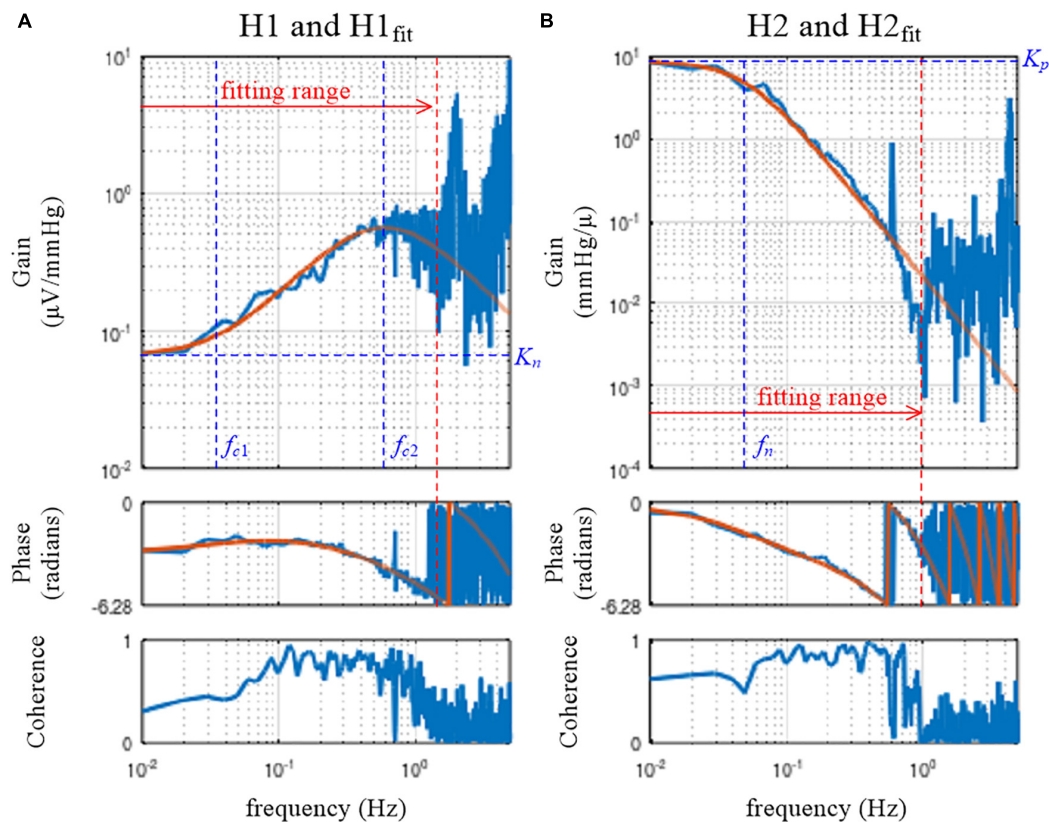 A
H1 and H1fit
10^1
10^0
10^-1
10^-2
Gain
(μV/mmHg)
fitting range
Kn
fc1
fc2
0
-6.28
Phase
(radians)
1
0
Coherence
10^-2
10^-1
10^0
frequency (Hz)
B
H2 and H2fit
10^1
10^0
10^-1
10^-2
10^-3
10^-4
Gain
(mmHg/μ)
Kp
fitting range
fn
0
-6.28
Phase
(radians)
1
0
Coherence
10^-2
10^-1
10^0
frequency (Hz)